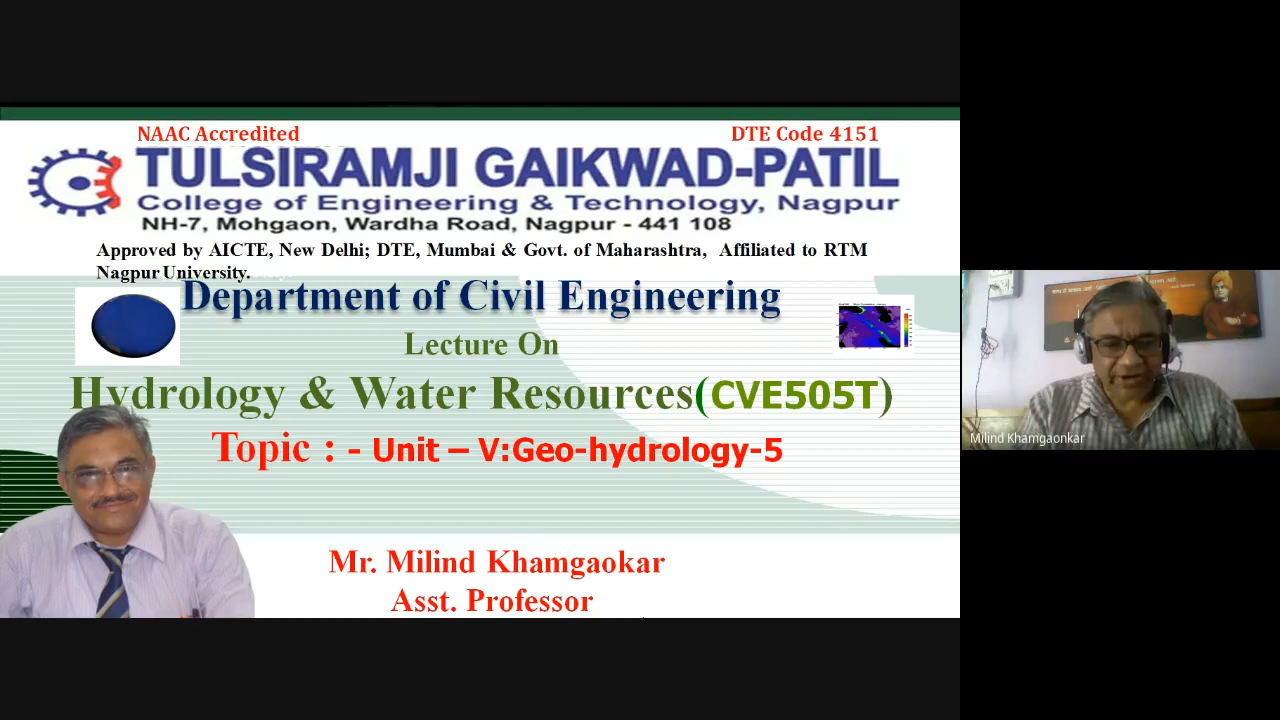 NAAC Accredited
DTE Code 4151
TULSIRAMJI GAIKWAD-PATIL
College of Engineering & Technology, Nagpur
NH-7, Mohgaon, Wardha Road, Nagpur - 441 108
Approved by AICTE, New Delhi; DTE, Mumbai & Govt. of Maharashtra, Affiliated to RTM
Nagpur University.
Department of Civil Engineering
Lecture On
Hydrology & Water Resources(CVE505T)
Topic : - Unit – V:Geo-hydrology-5
Mr. Milind Khamgaokar
Asst. Professor
Milind Khamgaonkar